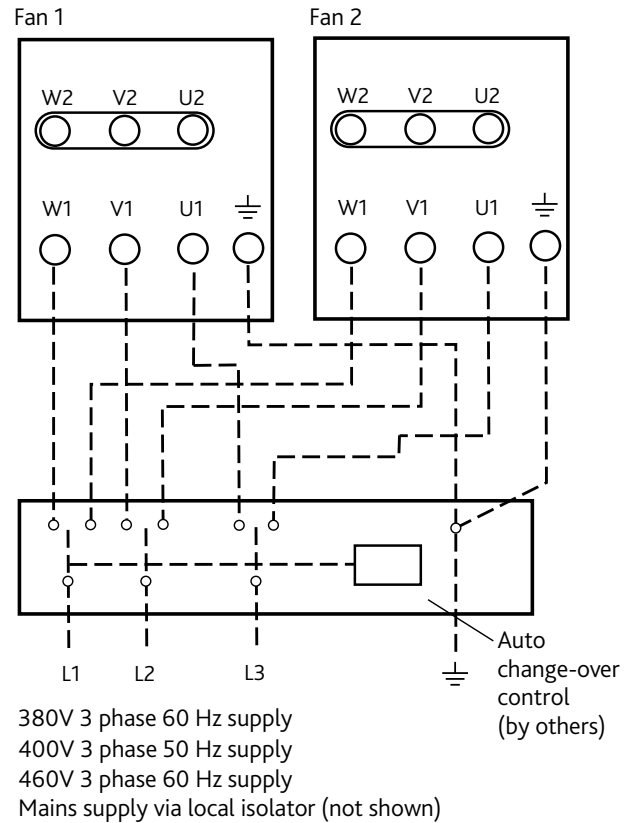 Fan 1
Fan 2
W2 V2 U2
W2 V2 U2
W1 V1 U1
W1 V1 U1
L1 L2 L3
Auto
change-over
control
(by others)
380V 3 phase 60 Hz supply
400V 3 phase 50 Hz supply
460V 3 phase 60 Hz supply
Mains supply via local isolator (not shown)